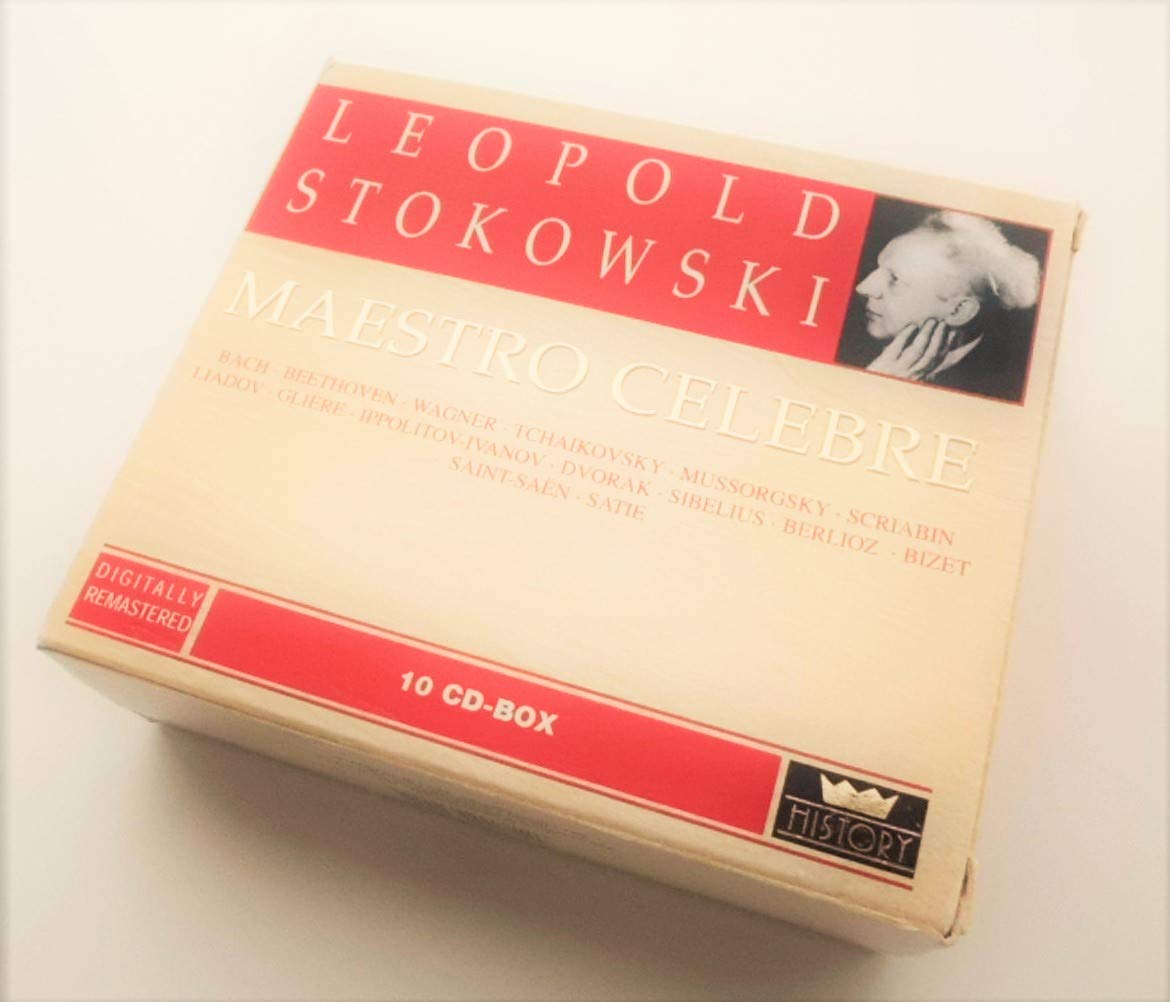 LEOPOLD
STOKOWSKI
MAESTRO CELEBRE
BACH · BEETHOVEN · WAGNER · TCHAIKOVSKY · MUSSORGSKY · SCRIABIN
LIADOV · GLIERE · IPPOLITOV-IVANOV · DVORAK · SIBELIUS · BERLIOZ · BIZET
SAINT-SAËN · SATIE
DIGITALLY
REMASTERED
10 CD-BOX
HISTORY